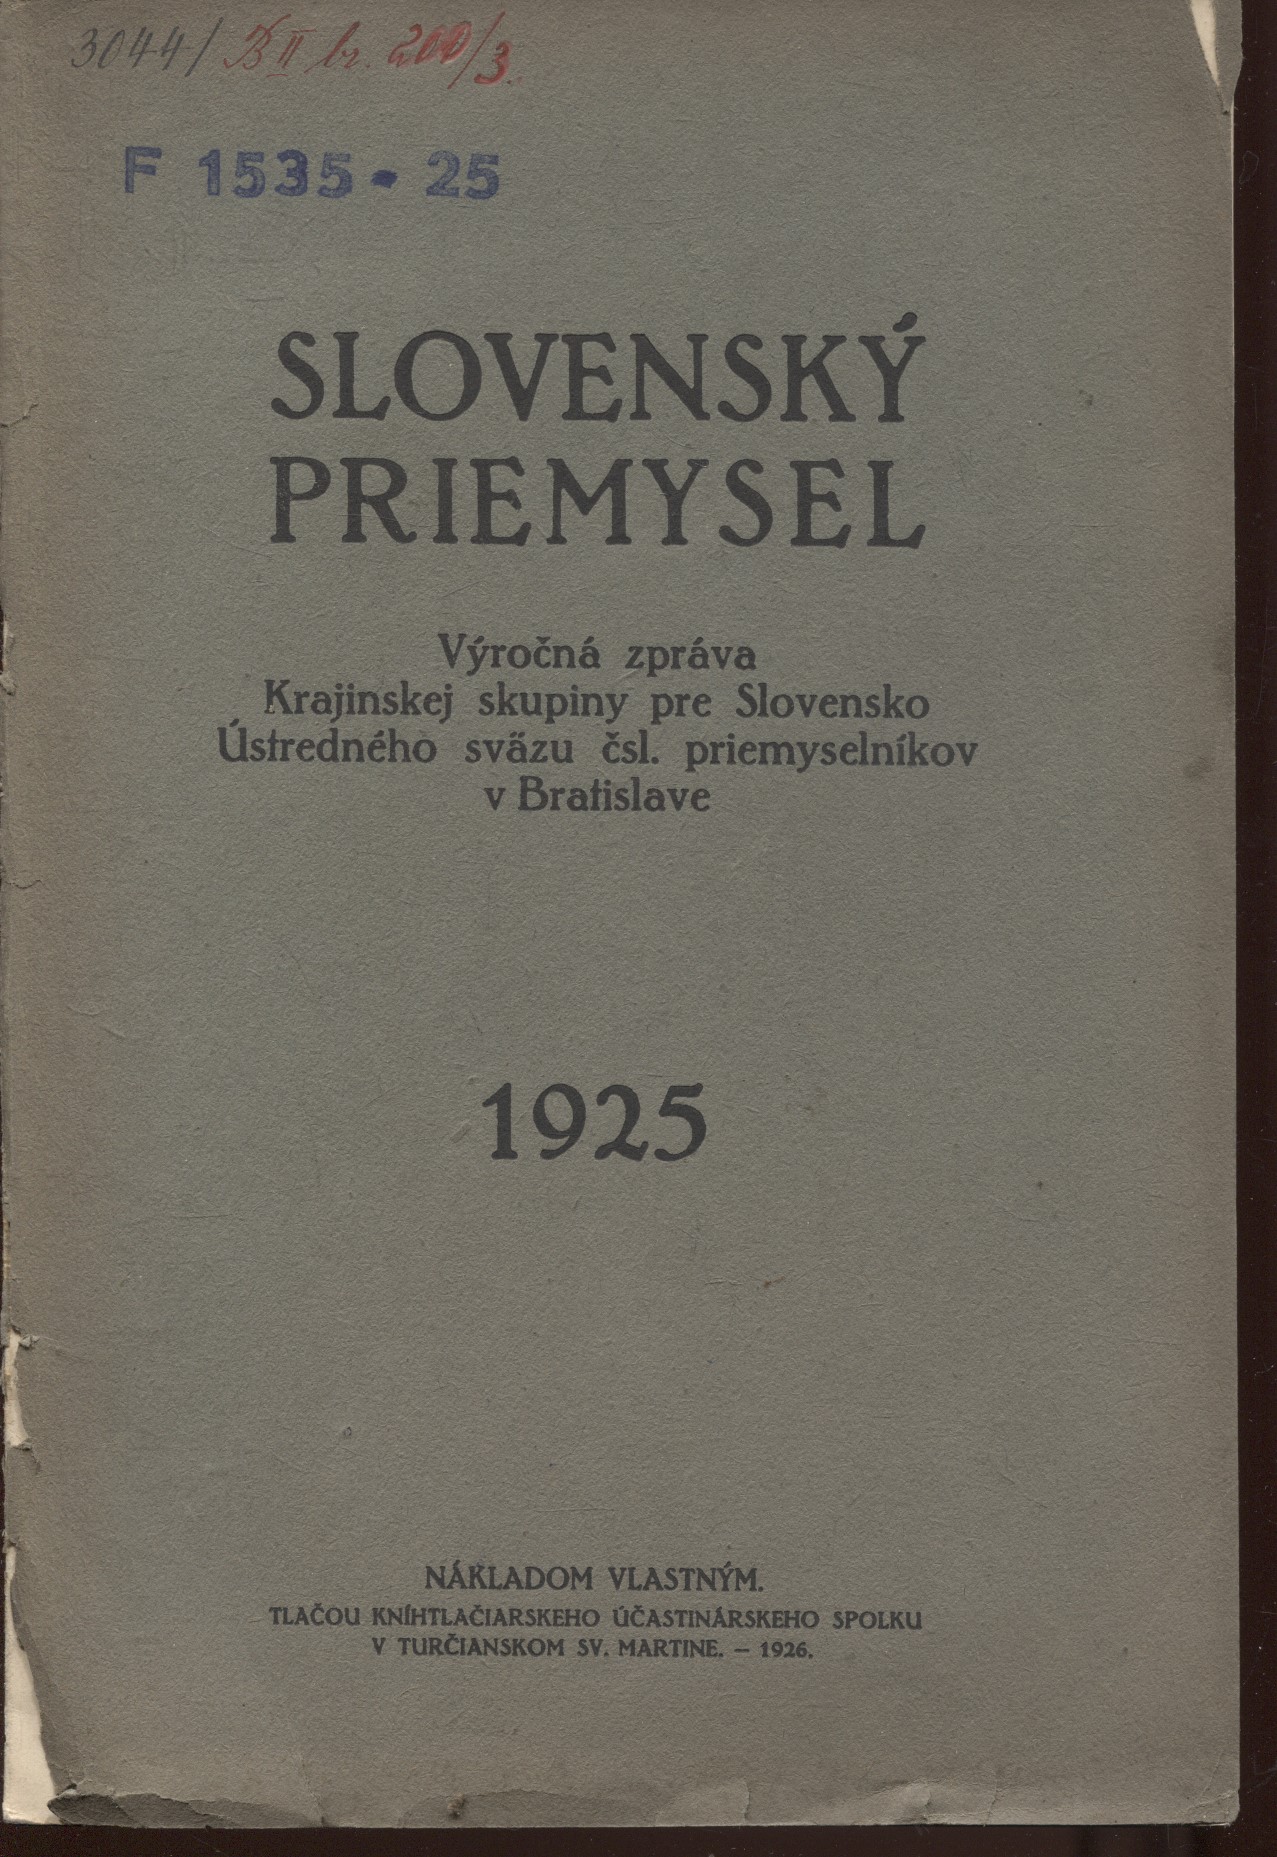 3044/ B II br. 200/3.
F 1535-25
SLOVENSKÝ
PRIEMYSEL
Výročná zpráva
Krajinskej skupiny pre Slovensko
Ústredného sväzu čsl. priemyselníkov
v Bratislave
1925
NÁKLADOM VLASTNÝM.
TLAČOU KNÍHTLAČIARSKEHO ÚČASTINÁRSKEHO SPOLKU
V TURČIANSKOM SV. MARTINE. — 1926.